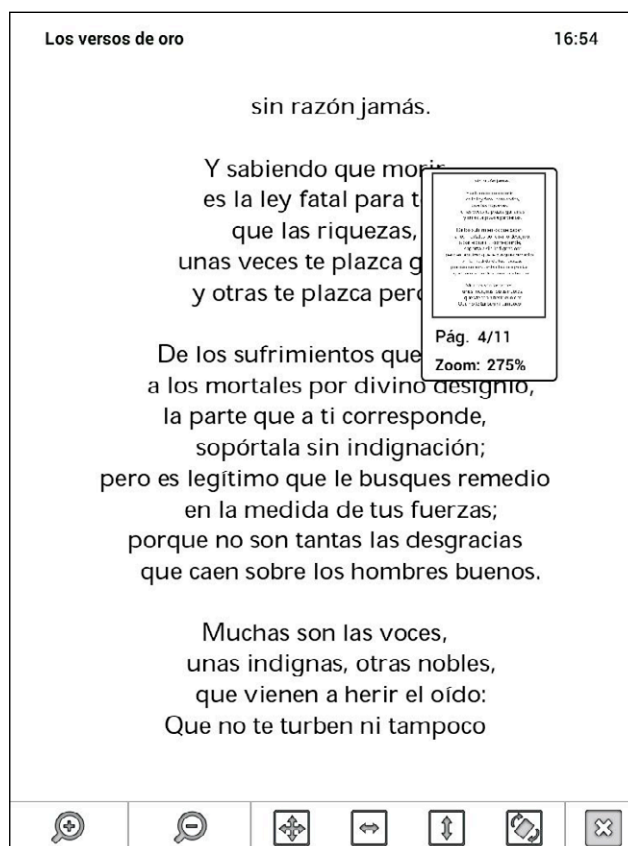 Los versos de oro 16:54
sin razón jamás.
Y sabiendo que morir
es la ley fatal para
que las riquezas,
unas veces te plazca
y otras te plazca
De los sufrimientos que
a los mortales por divino designio,
la parte que a ti corresponde,
sopórtala sin indignación;
pero es legítimo que le busques remedio
en la medida de tus fuerzas;
porque no son tantas las desgracias
que caen sobre los hombres buenos.
Muchas son las voces,
unas indignas, otras nobles,
que vienen a herir el oído:
Que no te turben ni tampoco
Pág. 4/11
Zoom: 275%